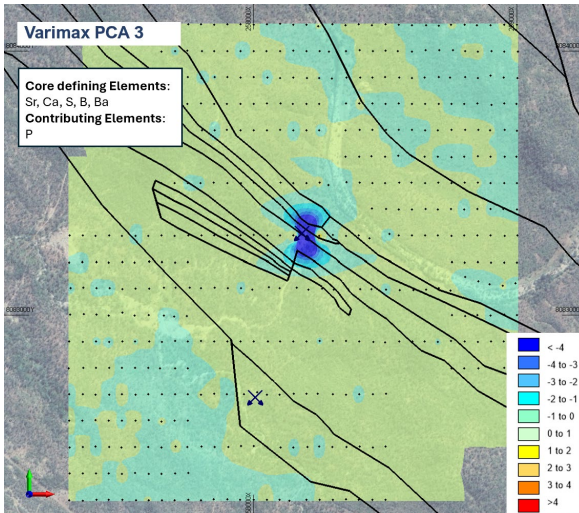 Varimax PCA 3
Core defining Elements:
Sr, Ca, S, B, Ba
Contributing Elements:
P
< -4
-4 to -3
-3 to -2
-2 to -1
-1 to 0
0 to 1
1 to 2
2 to 3
3 to 4
>4